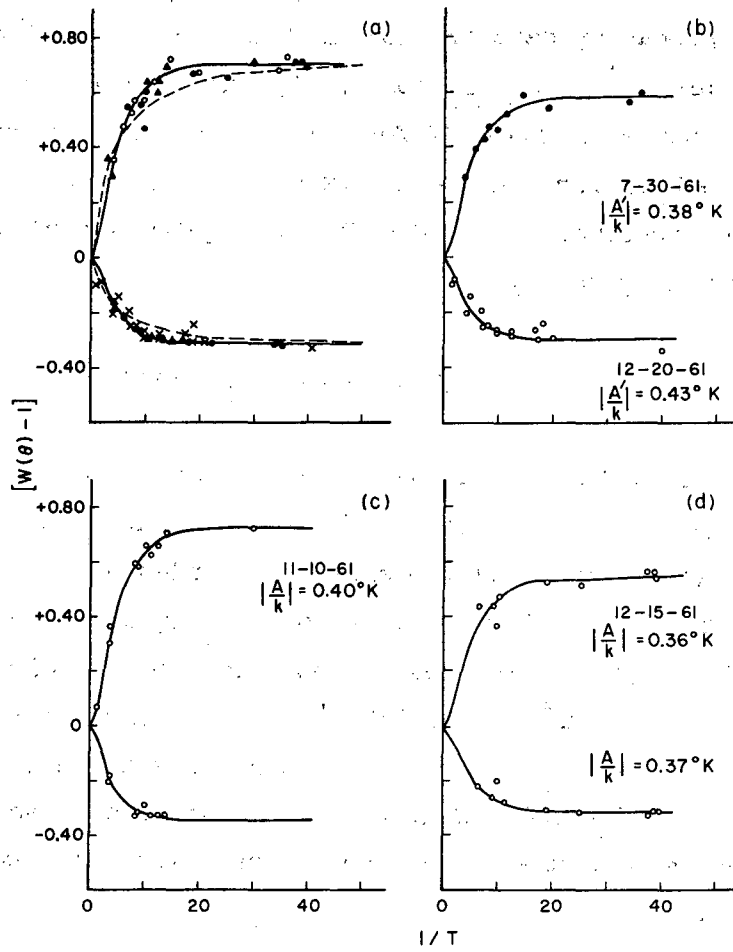 (a)
(b)
+0.80
+0.40
0
-0.40
7-30-61
|A'/k| = 0.38° K
12-20-61
|A'/k| = 0.43° K
[W(θ) - 1]
(c)
(d)
+0.80
+0.40
0
-0.40
11-10-61
|A/k| = 0.40° K
12-15-61
|A/k| = 0.36° K
|A/k| = 0.37° K
0 20 40
0 20 40
1/T